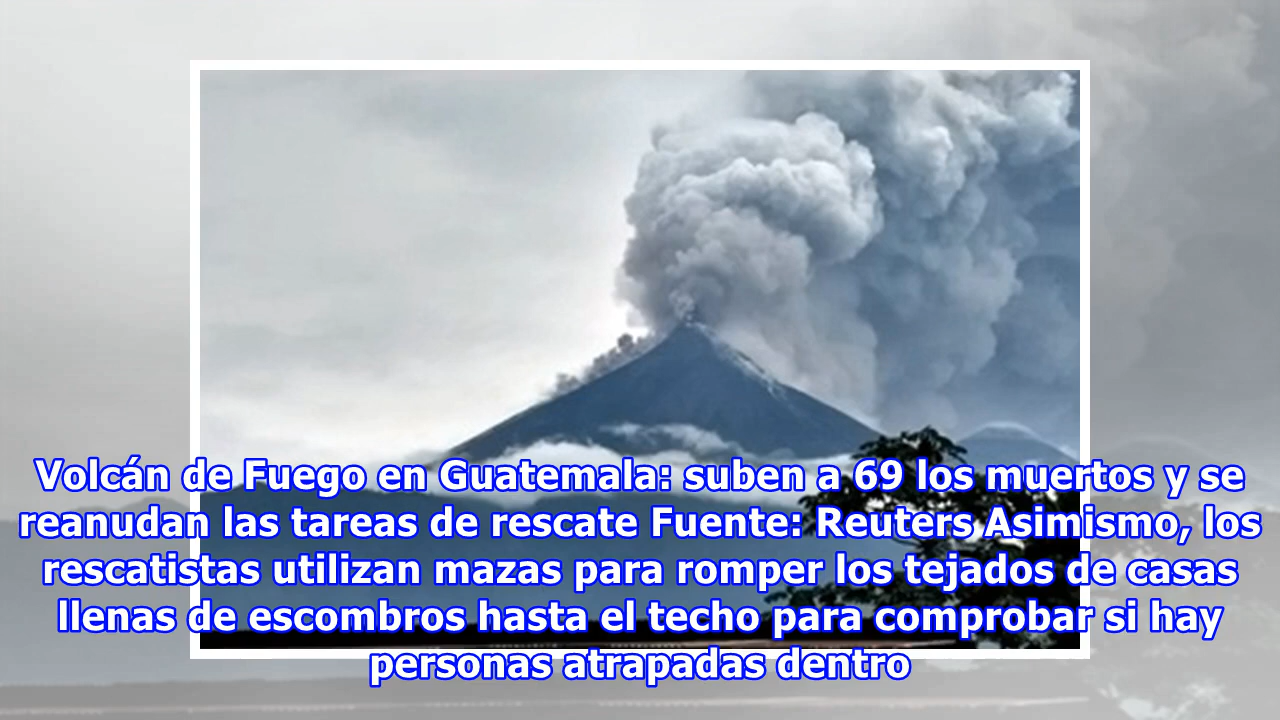 Volcán de Fuego en Guatemala: suben a 69 los muertos y se
reanudan las tareas de rescate Fuente: Reuters Asimismo, los
rescatistas utilizan mazas para romper los tejados de casas
llenas de escombros hasta el techo para comprobar si hay
personas atrapadas dentro